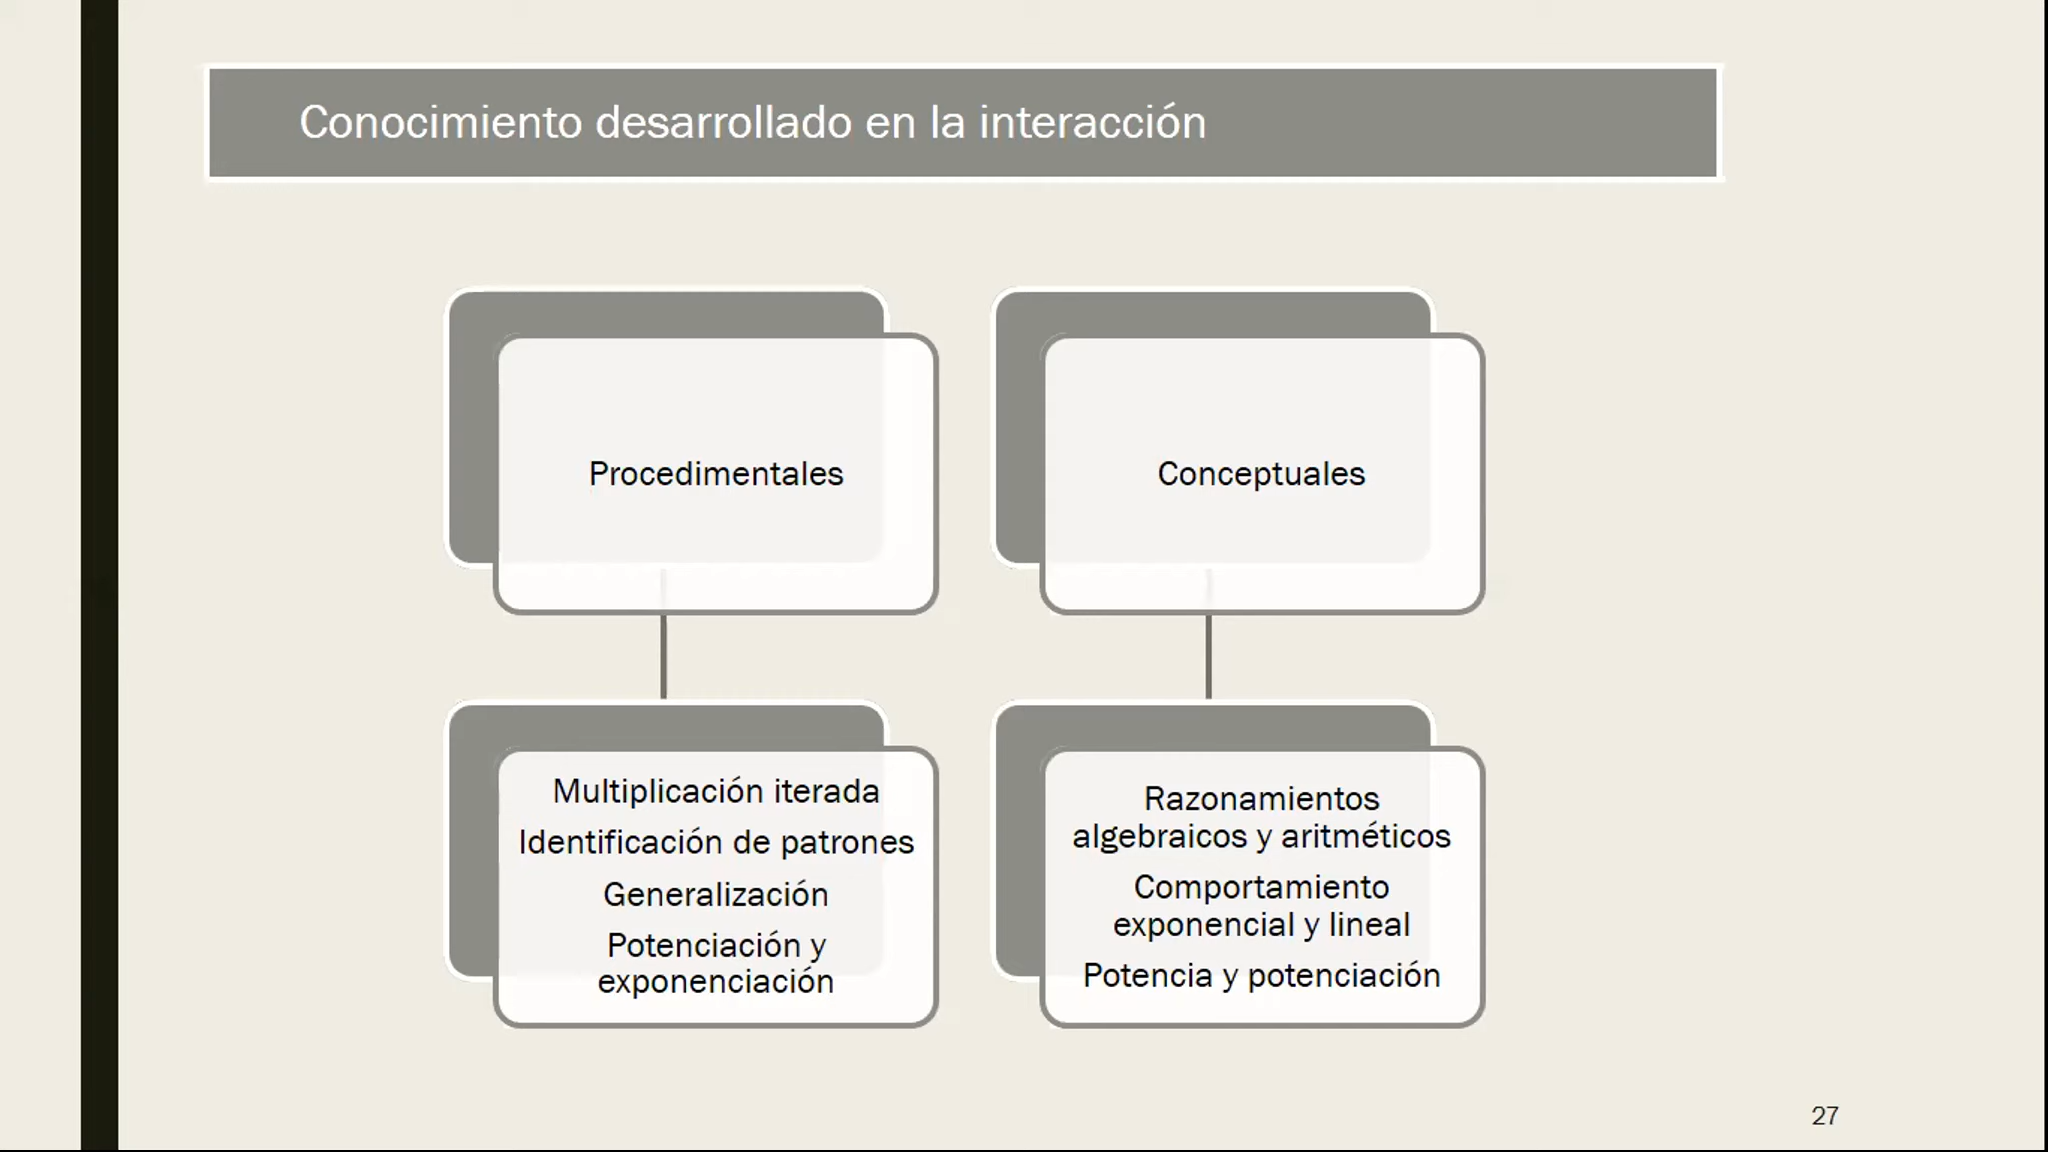 Conocimiento desarrollado en la interacción
Procedimentales
Conceptuales
Multiplicación iterada
Identificación de patrones
Generalización
Potenciación y
exponenciación
Razonamientos
algebraicos y aritméticos
Comportamiento
exponencial y lineal
Potencia y potenciación
27